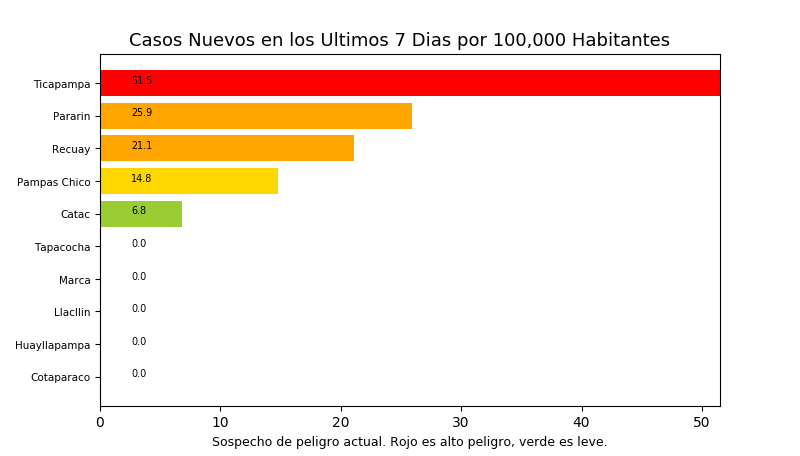 Casos Nuevos en los Ultimos 7 Dias por 100,000 Habitantes
Ticapampa 51.5
Pararin 25.9
Recuay 21.1
Pampas Chico 14.8
Catac 6.8
Tapacocha 0.0
Marca 0.0
Llacllin 0.0
Huayllapampa 0.0
Cotaparaco 0.0
0 10 20 30 40 50
Sospecho de peligro actual. Rojo es alto peligro, verde es leve.